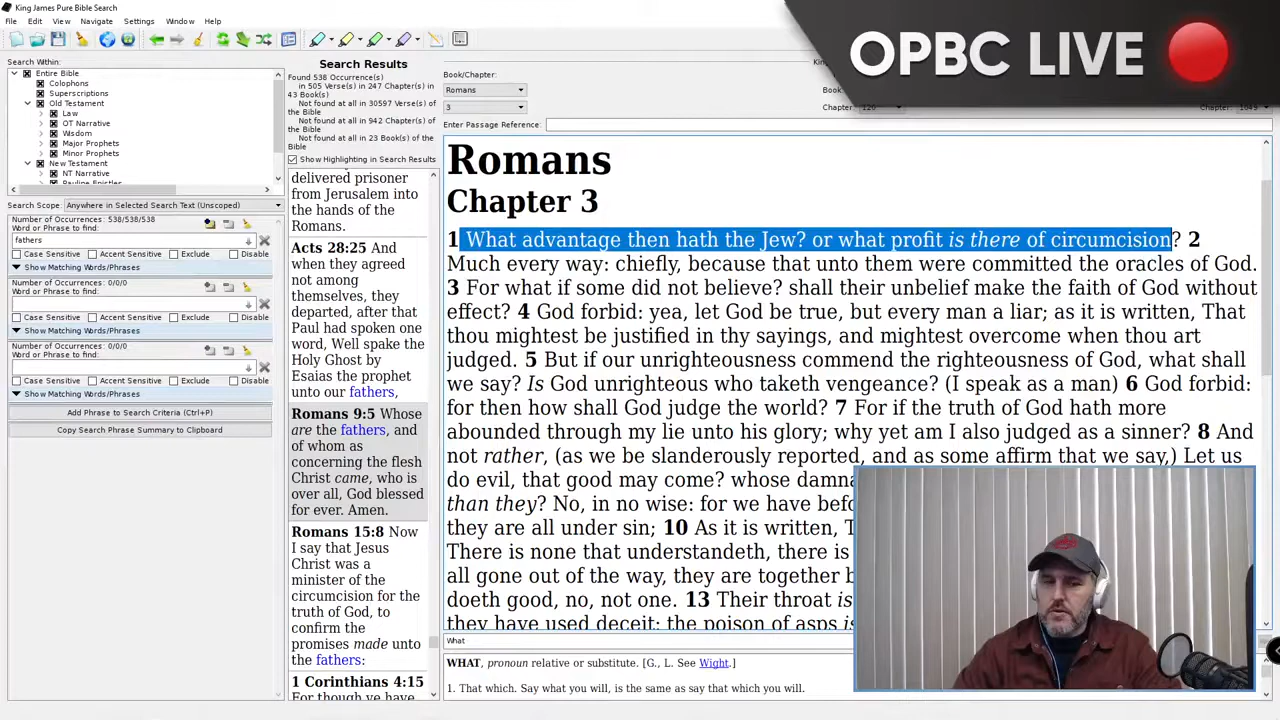 King James Pure Bible Search
File Edit View Navigate Settings Window Help
OPBC LIVE
Search Within:
Entire Bible
Colophons
Superscriptions
Old Testament
Law
OT Narrative
Wisdom
Major Prophets
Minor Prophets
New Testament
NT Narrative
Pauline Epistles
Search Scope: Anywhere in Selected Search Text (Unscoped)
Number of Occurrences: 538/538/538
Word or Phrase to find:
fathers
Case Sensitive Accent Sensitive Exclude Disable
Show Matching Words/Phrases
Number of Occurrences: 0/0/0
Word or Phrase to find:
Case Sensitive Accent Sensitive Exclude Disable
Show Matching Words/Phrases
Number of Occurrences: 0/0/0
Word or Phrase to find:
Case Sensitive Accent Sensitive Exclude Disable
Show Matching Words/Phrases
Add Phrase to Search Criteria (Ctrl+P)
Copy Search Phrase Summary to Clipboard
Search Results
Found 538 Occurrence(s)
in 505 Verse(s) in 247 Chapter(s) in
43 Book(s)
Not found at all in 30597 Verses of
the Bible
Not found at all in 942 Chapter(s) of
the Bible
Not found at all in 23 Book(s) of the
Bible
Show Highlighting in Search Results
delivered prisoner
from Jerusalem into
the hands of the
Romans.
Acts 28:25 And
when they agreed
not among
themselves, they
departed, after that
Paul had spoken one
word, Well spake the
Holy Ghost by
Esaias the prophet
unto our fathers,
Romans 9:5 Whose
are the fathers, and
of whom as
concerning the flesh
Christ came, who is
over all, God blessed
for ever. Amen.
Romans 15:8 Now
I say that Jesus
Christ was a
minister of the
circumcision for the
truth of God, to
confirm the
promises made unto
the fathers:
1 Corinthians 4:15
For though ye have
Book/Chapter:
Romans
3
Chapter:
Enter Passage Reference:
Romans
Chapter 3
1 What advantage then hath the Jew? or what profit is there of circumcision? 2
Much every way: chiefly, because that unto them were committed the oracles of God.
3 For what if some did not believe? shall their unbelief make the faith of God without
effect? 4 God forbid: yea, let God be true, but every man a liar; as it is written, That
thou mightest be justified in thy sayings, and mightest overcome when thou art
judged. 5 But if our unrighteousness commend the righteousness of God, what shall
we say? Is God unrighteous who taketh vengeance? (I speak as a man) 6 God forbid:
for then how shall God judge the world? 7 For if the truth of God hath more
abounded through my lie unto his glory; why yet am I also judged as a sinner? 8 And
not rather, (as we be slanderously reported, and as some affirm that we say,) Let us
do evil, that good may come? whose
than they? No, in no wise: for we have
they are all under sin; 10 As it is written,
There is none that understandeth, there is
all gone out of the way, they are together
doeth good, no, not one. 13 Their throat is
they have used deceit: the poison of asps
What
WHAT, pronoun relative or substitute. [G., L. See Wight.]
1. That which. Say what you will, is the same as say that which you will.